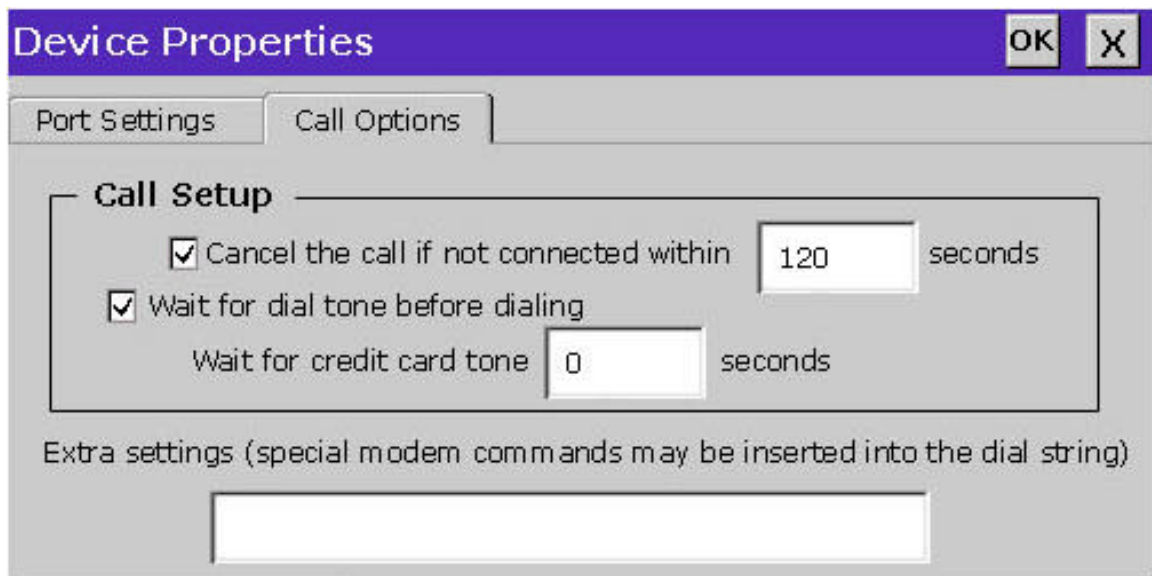 Device Properties OK X
Port Settings Call Options
Call Setup
Cancel the call if not connected within 120 seconds
Wait for dial tone before dialing
Wait for credit card tone 0 seconds
Extra settings (special modem commands may be inserted into the dial string)